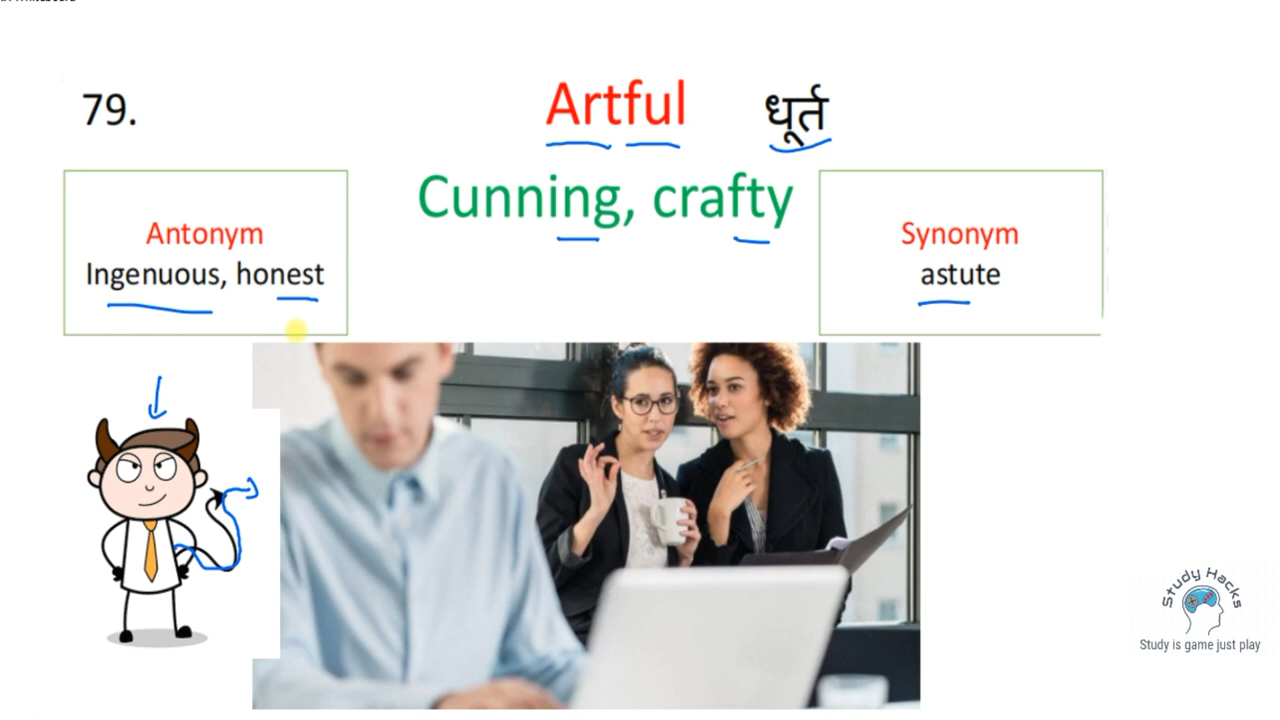 79.
Artful धूर्त
Cunning, crafty
Antonym
Ingenuous, honest
Synonym
astute
Study Hacks
Study is game just play